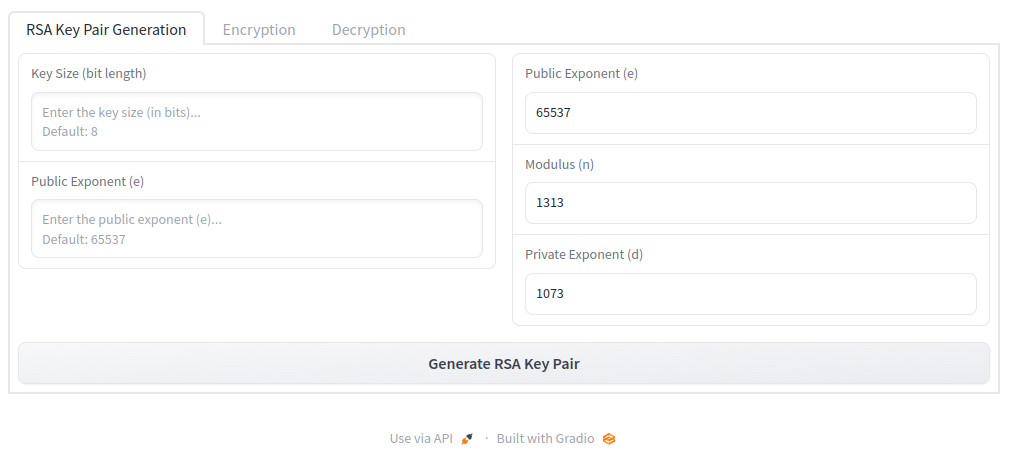 RSA Key Pair Generation
Encryption
Decryption
Key Size (bit length)
Enter the key size (in bits)...
Default: 8
Public Exponent (e)
Enter the public exponent (e)...
Default: 65537
Public Exponent (e)
65537
Modulus (n)
1313
Private Exponent (d)
1073
Generate RSA Key Pair
Use via API · Built with Gradio